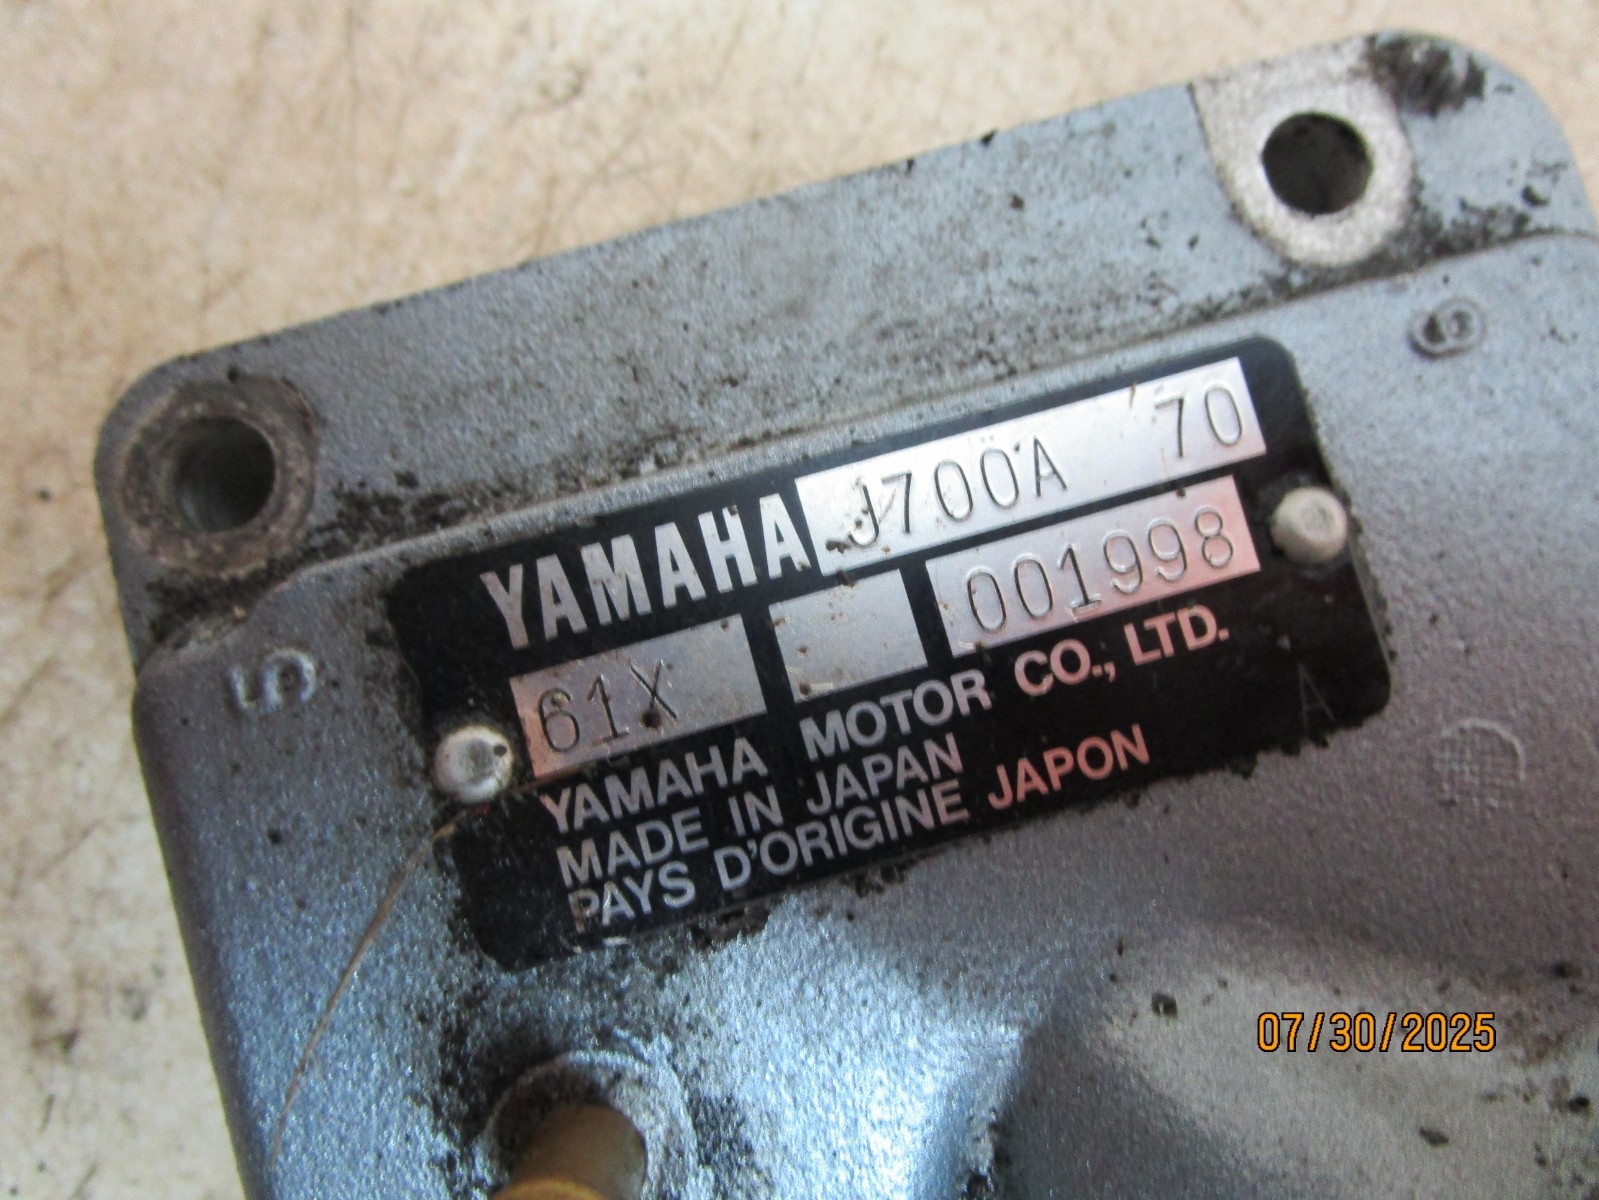 YAMAHA J700A 70
61X 001998
YAMAHA MOTOR CO., LTD.
MADE IN JAPAN
PAYS D'ORIGINE JAPON
A
5
6
07/30/2025